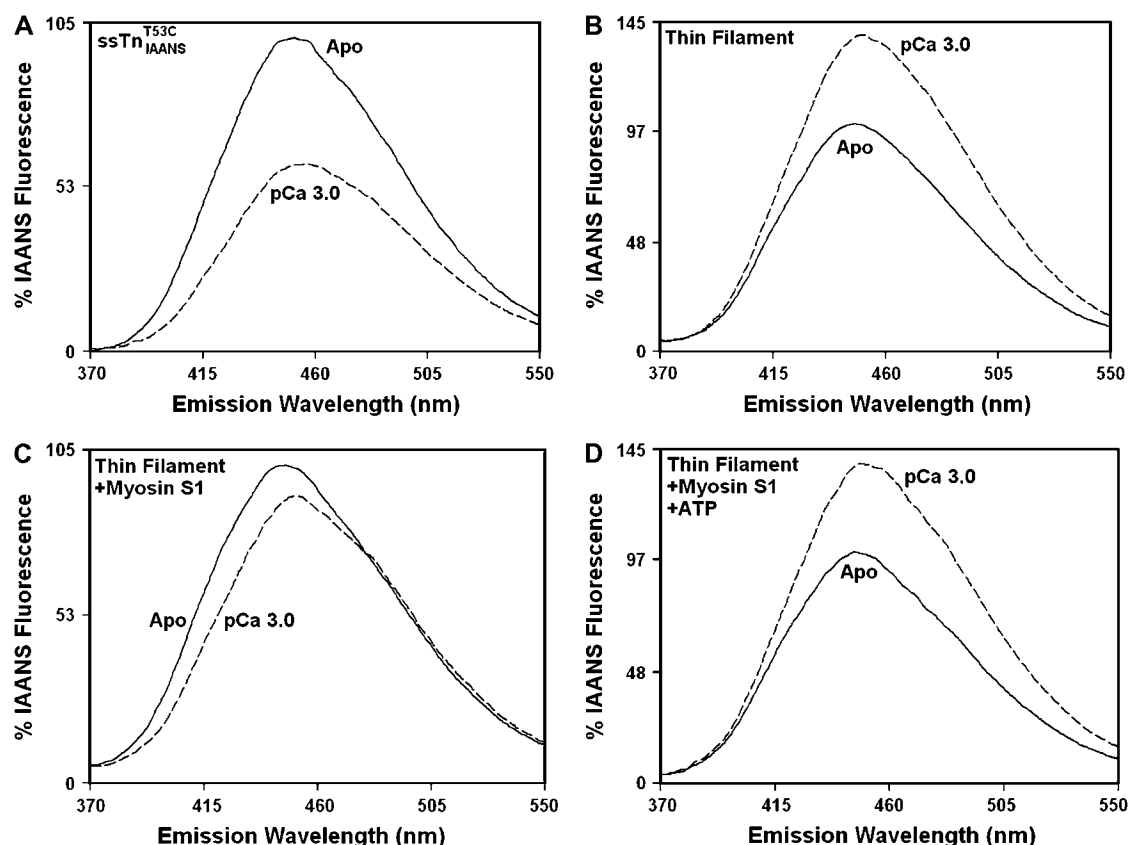 A
ssTn T53C IAANS
105
53
0
% IAANS Fluorescence
Apo
pCa 3.0
370 415 460 505 550
Emission Wavelength (nm)
B
Thin Filament
145
97
48
0
% IAANS Fluorescence
pCa 3.0
Apo
370 415 460 505 550
Emission Wavelength (nm)
C
Thin Filament
+Myosin S1
105
53
0
% IAANS Fluorescence
Apo
pCa 3.0
370 415 460 505 550
Emission Wavelength (nm)
D
Thin Filament
+Myosin S1
+ATP
145
97
48
0
% IAANS Fluorescence
pCa 3.0
Apo
370 415 460 505 550
Emission Wavelength (nm)